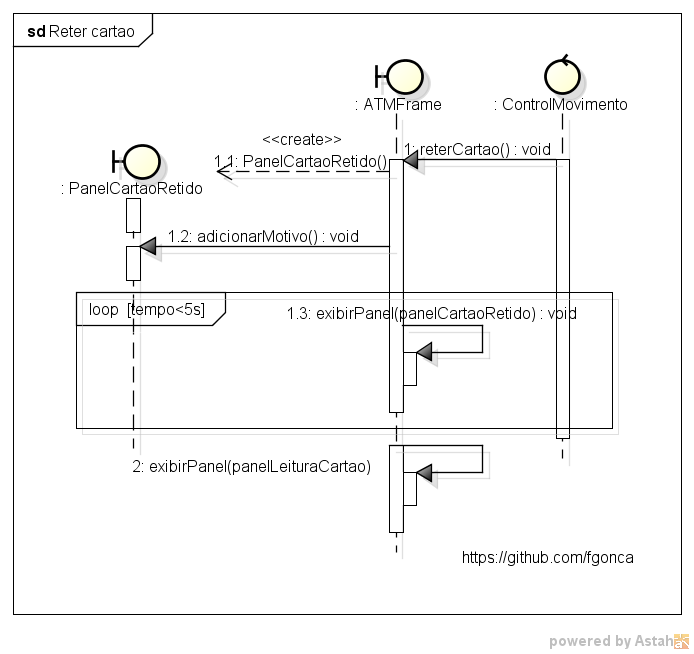 sd Reter cartao
: ATMFrame
: ControlMovimento
<<create>>
1: reterCartao() : void
1.1: PanelCartaoRetido()
: PanelCartaoRetido
1.2: adicionarMotivo() : void
loop [tempo<5s]
1.3: exibirPanel(panelCartaoRetido) : void
2: exibirPanel(panelLeituraCartao)
https://github.com/fgonca
powered by Astah